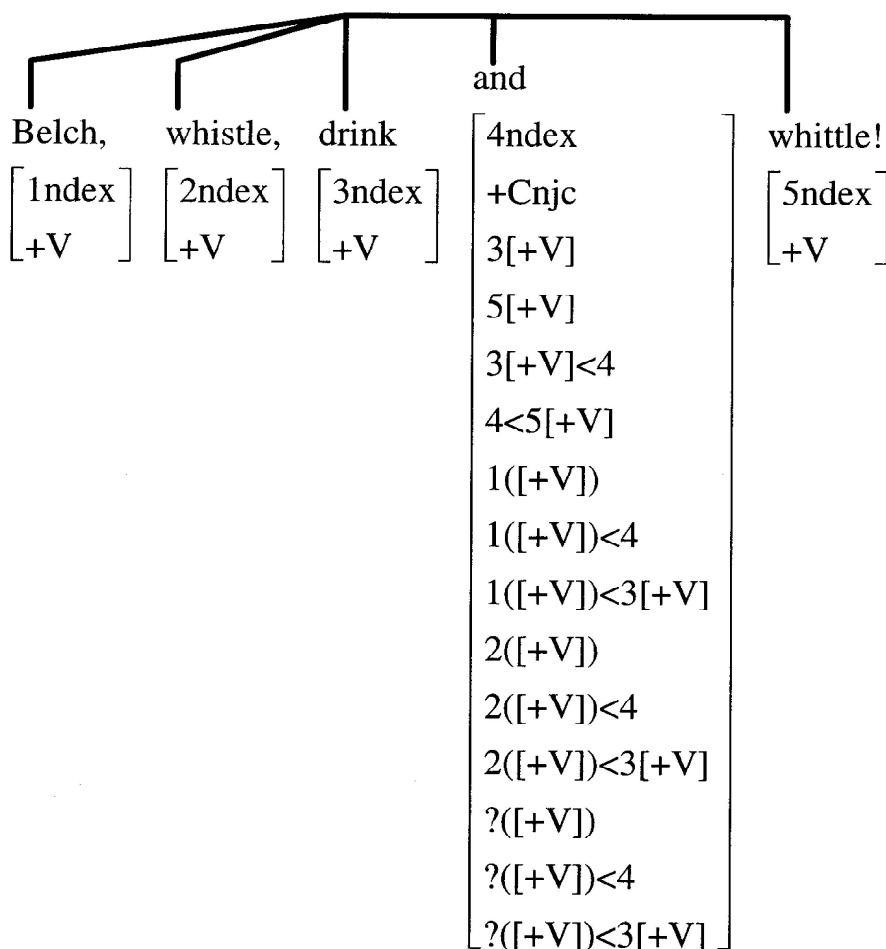 and
Belch, whistle, drink whittle!
1ndex 2ndex 3ndex 4ndex 5ndex
+V +V +V +Cnjc +V
3[+V]
5[+V]
3[+V]<4
4<5[+V]
1([+V])
1([+V])<4
1([+V])<3[+V]
2([+V])
2([+V])<4
2([+V])<3[+V]
?([+V])
?([+V])<4
?([+V])<3[+V]